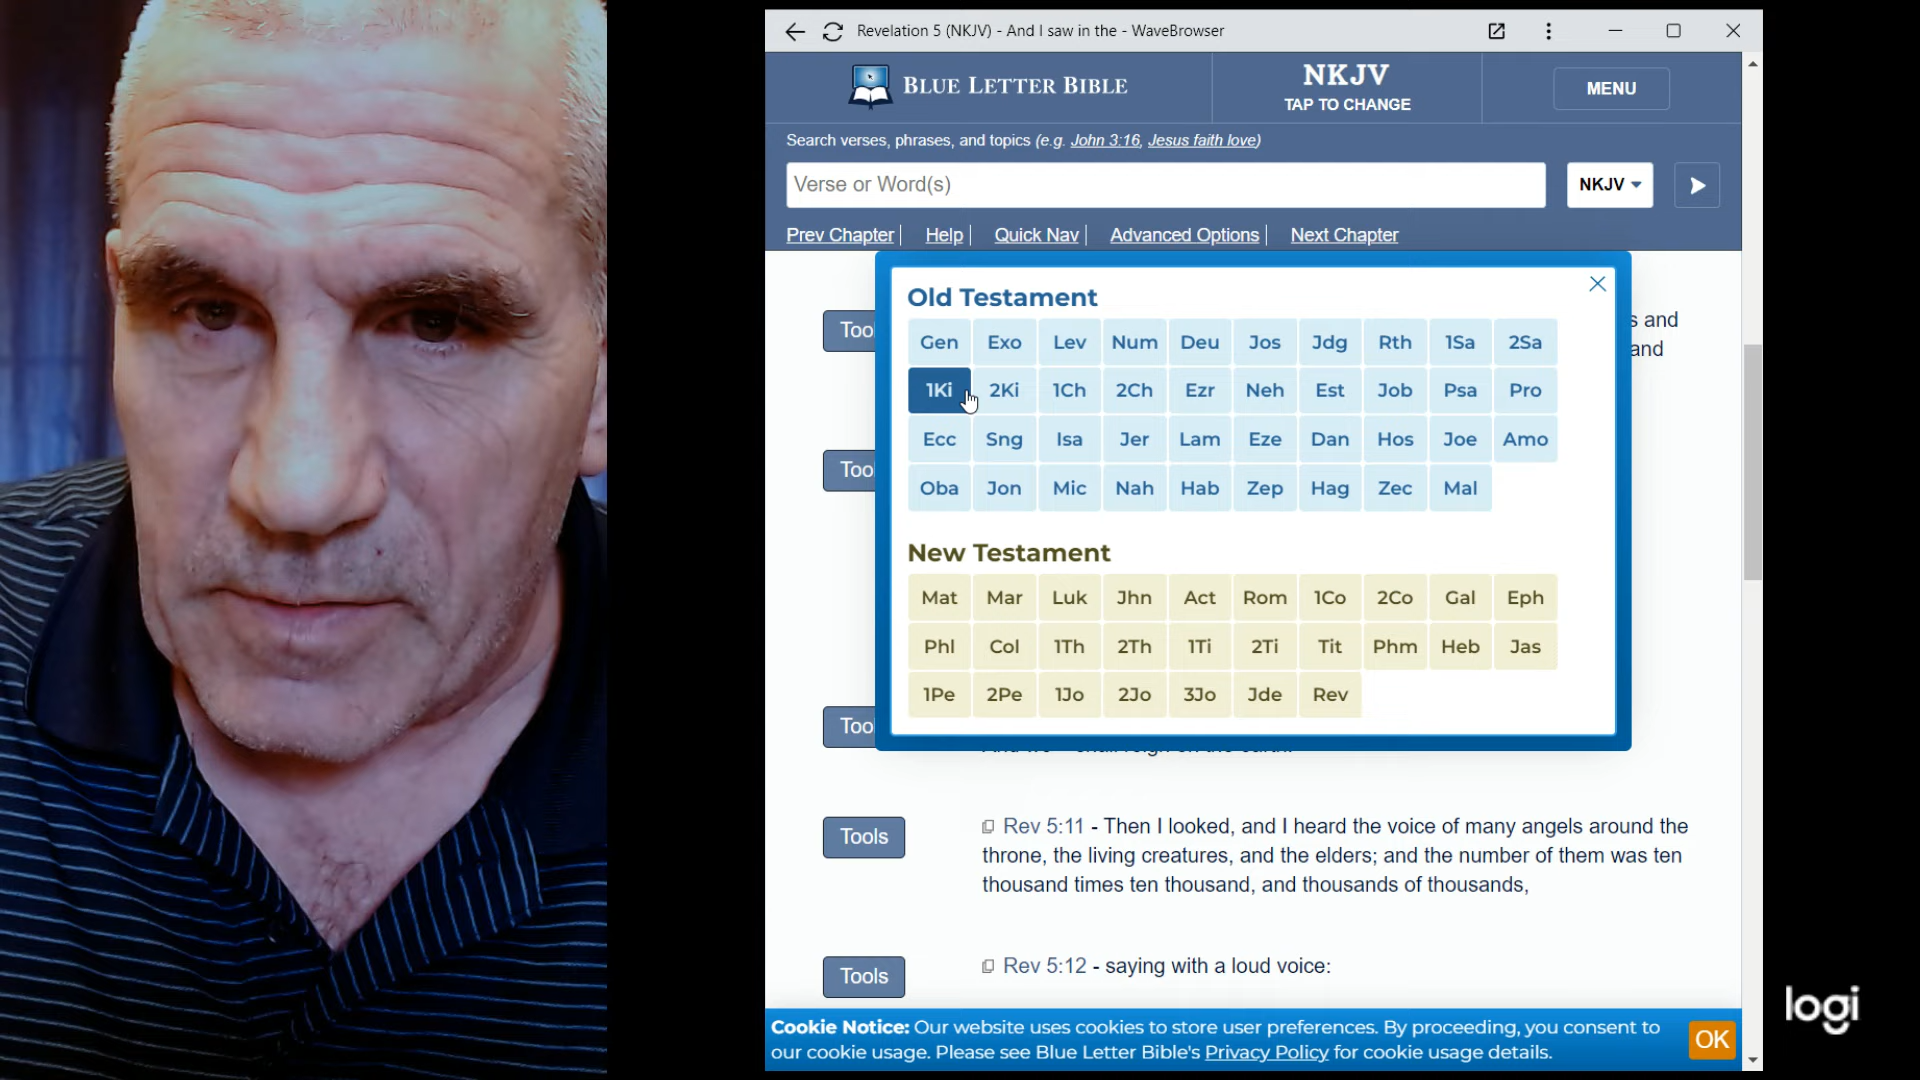 Revelation 5 (NKJV) - And I saw in the - WaveBrowser
BLUE LETTER BIBLE
NKJV
TAP TO CHANGE
MENU
Search verses, phrases, and topics (e.g. John 3:16, Jesus faith love)
Verse or Word(s)
NKJV
Prev Chapter | Help | Quick Nav | Advanced Options | Next Chapter
Old Testament
Gen Exo Lev Num Deu Jos Jdg Rth 1Sa 2Sa
1Ki 2Ki 1Ch 2Ch Ezr Neh Est Job Psa Pro
Ecc Sng Isa Jer Lam Eze Dan Hos Joe Amo
Oba Jon Mic Nah Hab Zep Hag Zec Mal
New Testament
Mat Mar Luk Jhn Act Rom 1Co 2Co Gal Eph
Phl Col 1Th 2Th 1Ti 2Ti Tit Phm Heb Jas
1Pe 2Pe 1Jo 2Jo 3Jo Jde Rev
and
and
Tools
Rev 5:11 - Then I looked, and I heard the voice of many angels around the
throne, the living creatures, and the elders; and the number of them was ten
thousand times ten thousand, and thousands of thousands,
Tools
Rev 5:12 - saying with a loud voice:
Cookie Notice: Our website uses cookies to store user preferences. By proceeding, you consent to
our cookie usage. Please see Blue Letter Bible's Privacy Policy for cookie usage details.
OK
logi